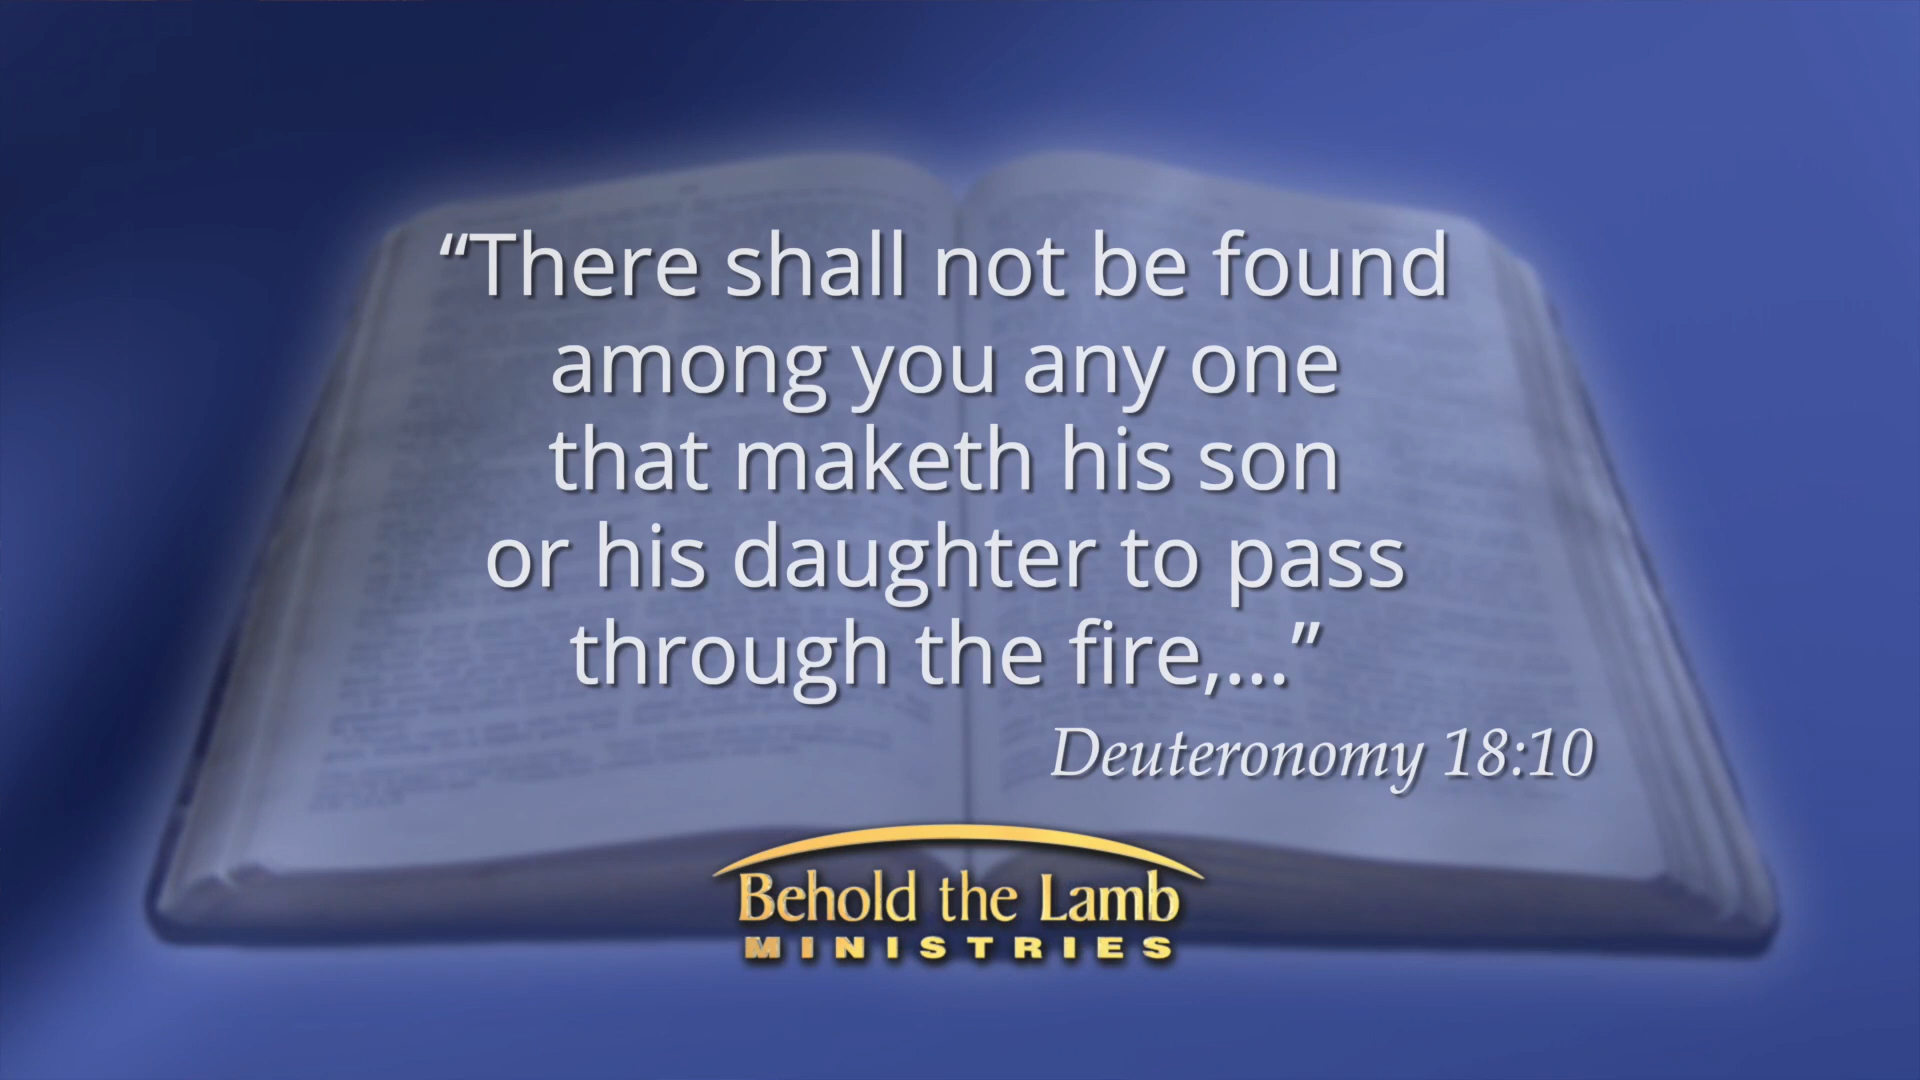 “There shall not be found
among you any one
that maketh his son
or his daughter to pass
through the fire,...”
Deuteronomy 18:10
Behold the Lamb
MINISTRIES